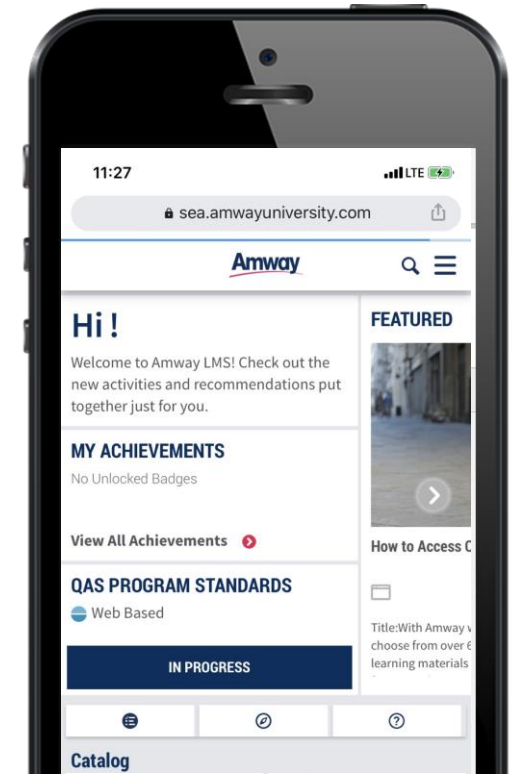 11:27
LTE
sea.amwayuniversity.com
Amway
Hi !
Welcome to Amway LMS! Check out the
new activities and recommendations put
together just for you.
MY ACHIEVEMENTS
No Unlocked Badges
View All Achievements
QAS PROGRAM STANDARDS
Web Based
IN PROGRESS
FEATURED
How to Access
Title:With Amway
choose from over
learning materials
Catalog